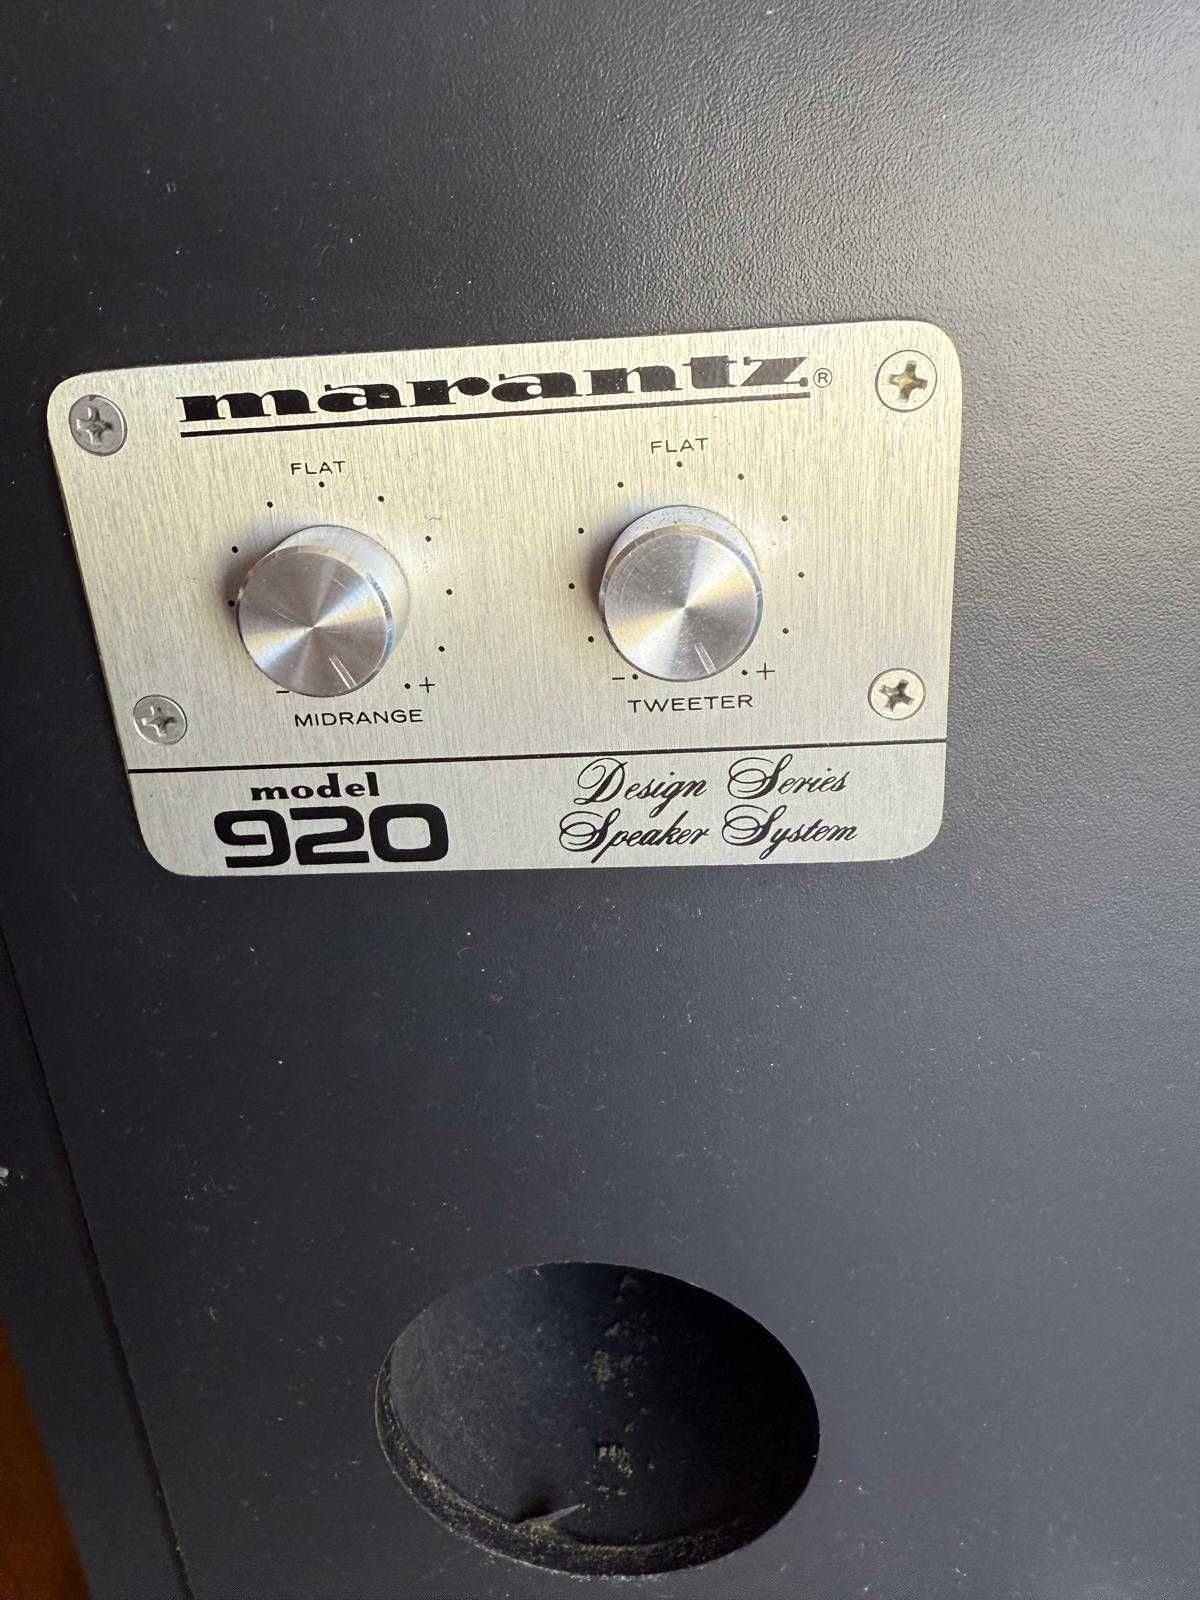 marantz®
FLAT FLAT
- + - +
MIDRANGE TWEETER
model
920
Design Series
Speaker System